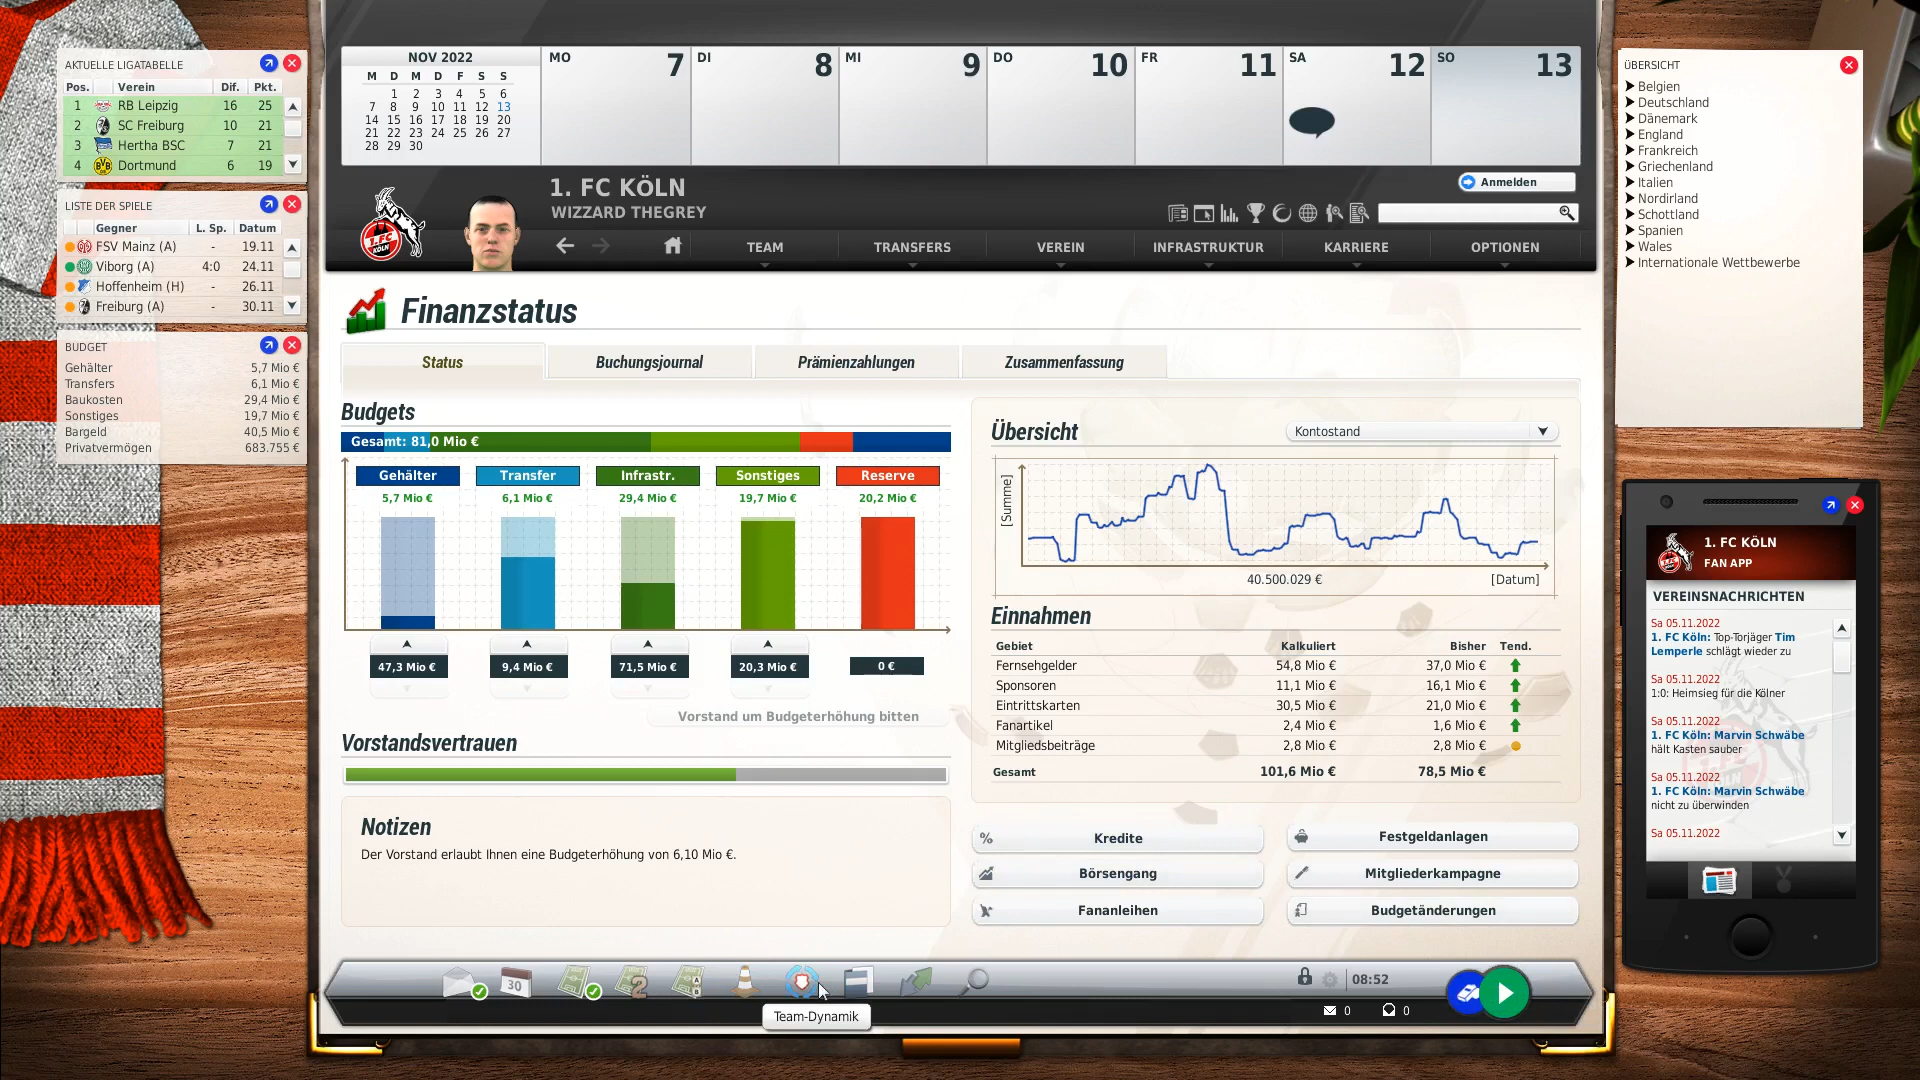 AKTUELLE LIGATABELLE
Pos. Verein Dif. Pkt.
1 RB Leipzig 16 25
2 SC Freiburg 10 21
3 Hertha BSC 7 21
4 Dortmund 6 19
LISTE DER SPIELE
Gegner L. Sp. Datum
FSV Mainz (A) - 19.11
Viborg (A) 4:0 24.11
Hoffenheim (H) - 26.11
Freiburg (A) - 30.11
BUDGET
Gehälter 5,7 Mio €
Transfers 6,1 Mio €
Baukosten 29,4 Mio €
Sonstiges 19,7 Mio €
Bargeld 40,5 Mio €
Privatvermögen 683.755 €
NOV 2022
M D M D F S S
1 2 3 4 5 6
7 8 9 10 11 12 13
14 15 16 17 18 19 20
21 22 23 24 25 26 27
28 29 30
MO 7 DI 8 MI 9 DO 10 FR 11 SA 12 SO 13
1. FC KÖLN
WIZZARD THEGREY
Anmelden
TEAM TRANSFERS VEREIN INFRASTRUKTUR KARRIERE OPTIONEN
Finanzstatus
Status Buchungsjournal Prämienzahlungen Zusammenfassung
Budgets
Gesamt: 81,0 Mio €
Gehälter Transfer Infrastr. Sonstiges Reserve
5,7 Mio € 6,1 Mio € 29,4 Mio € 19,7 Mio € 20,2 Mio €
47,3 Mio € 9,4 Mio € 71,5 Mio € 20,3 Mio € 0 €
Vorstand um Budgeterhöhung bitten
Vorstandsvertrauen
Notizen
Der Vorstand erlaubt Ihnen eine Budgeterhöhung von 6,10 Mio €.
Übersicht
Kontostand
[Summe]
40.500.029 € [Datum]
Einnahmen
Gebiet Kalkuliert Bisher Tend.
Fernsehgelder 54,8 Mio € 37,0 Mio €
Sponsoren 11,1 Mio € 16,1 Mio €
Eintrittskarten 30,5 Mio € 21,0 Mio €
Fanartikel 2,4 Mio € 1,6 Mio €
Mitgliedsbeiträge 2,8 Mio € 2,8 Mio €
Gesamt 101,6 Mio € 78,5 Mio €
Kredite Festgeldanlagen
Börsengang Mitgliederkampagne
Fananleihen Budgetänderungen
30
2
08:52
Team-Dynamik
0 0
ÜBERSICHT
Belgien
Deutschland
Dänemark
England
Frankreich
Griechenland
Italien
Nordirland
Schottland
Spanien
Wales
Internationale Wettbewerbe
1. FC KÖLN
FAN APP
VEREINSNACHRICHTEN
Sa 05.11.2022
1. FC Köln: Top-Torjäger Tim
Lemperle schlägt wieder zu
Sa 05.11.2022
1:0: Heimsieg für die Kölner
Sa 05.11.2022
1. FC Köln: Marvin Schwäbe
hält Kasten sauber
Sa 05.11.2022
1. FC Köln: Marvin Schwäbe
nicht zu überwinden
Sa 05.11.2022